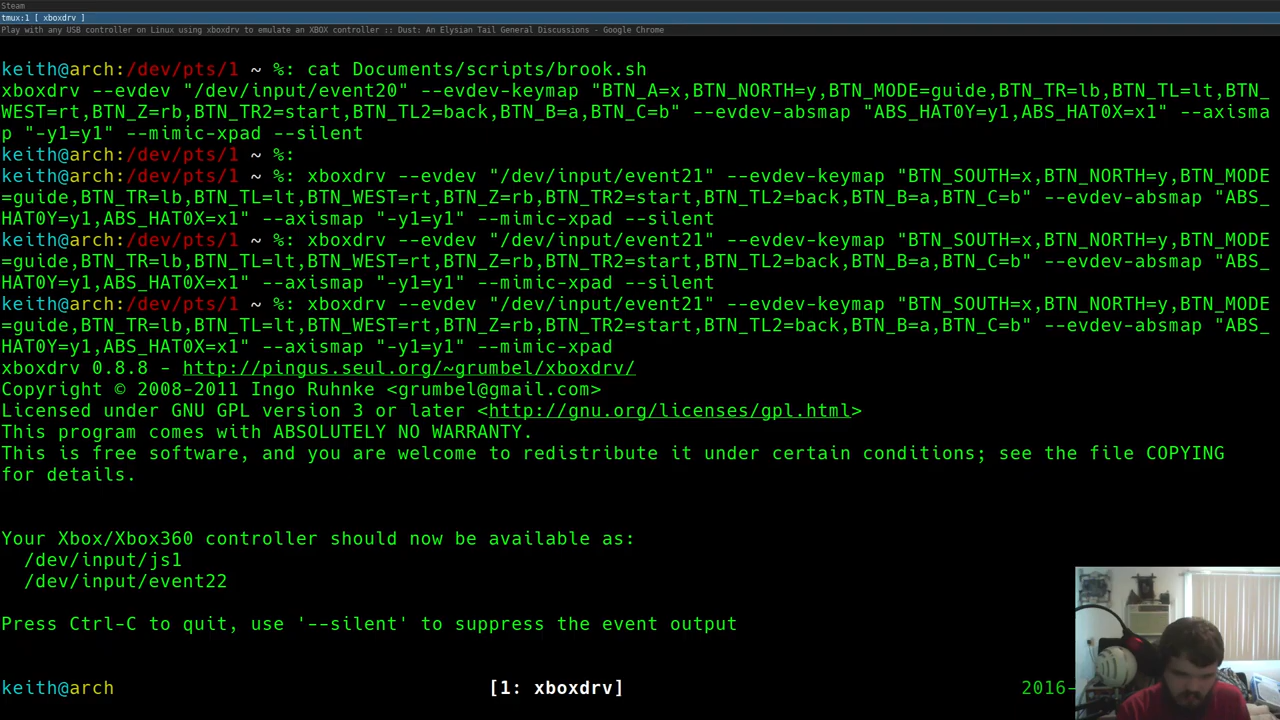 Steam
tmux:1 [ xboxdrv ]
Play with any USB controller on Linux using xboxdrv to emulate an XBOX controller :: Dust: An Elysian Tail General Discussions - Google Chrome
keith@arch:/dev/pts/1 ~ %: cat Documents/scripts/brook.sh
xboxdrv --evdev "/dev/input/event20" --evdev-keymap "BTN_A=x,BTN_NORTH=y,BTN_MODE=guide,BTN_TR=lb,BTN_TL=lt,BTN_
WEST=rt,BTN_Z=rb,BTN_TR2=start,BTN_TL2=back,BTN_B=a,BTN_C=b" --evdev-absmap "ABS_HAT0Y=y1,ABS_HAT0X=x1" --axisma
p "-y1=y1" --mimic-xpad --silent
keith@arch:/dev/pts/1 ~ %:
keith@arch:/dev/pts/1 ~ %: xboxdrv --evdev "/dev/input/event21" --evdev-keymap "BTN_SOUTH=x,BTN_NORTH=y,BTN_MODE
=guide,BTN_TR=lb,BTN_TL=lt,BTN_WEST=rt,BTN_Z=rb,BTN_TR2=start,BTN_TL2=back,BTN_B=a,BTN_C=b" --evdev-absmap "ABS_
HAT0Y=y1,ABS_HAT0X=x1" --axismap "-y1=y1" --mimic-xpad --silent
keith@arch:/dev/pts/1 ~ %: xboxdrv --evdev "/dev/input/event21" --evdev-keymap "BTN_SOUTH=x,BTN_NORTH=y,BTN_MODE
=guide,BTN_TR=lb,BTN_TL=lt,BTN_WEST=rt,BTN_Z=rb,BTN_TR2=start,BTN_TL2=back,BTN_B=a,BTN_C=b" --evdev-absmap "ABS_
HAT0Y=y1,ABS_HAT0X=x1" --axismap "-y1=y1" --mimic-xpad --silent
keith@arch:/dev/pts/1 ~ %: xboxdrv --evdev "/dev/input/event21" --evdev-keymap "BTN_SOUTH=x,BTN_NORTH=y,BTN_MODE
=guide,BTN_TR=lb,BTN_TL=lt,BTN_WEST=rt,BTN_Z=rb,BTN_TR2=start,BTN_TL2=back,BTN_B=a,BTN_C=b" --evdev-absmap "ABS_
HAT0Y=y1,ABS_HAT0X=x1" --axismap "-y1=y1" --mimic-xpad
xboxdrv 0.8.8 - http://pingus.seul.org/~grumbel/xboxdrv/
Copyright © 2008-2011 Ingo Ruhnke <grumbel@gmail.com>
Licensed under GNU GPL version 3 or later <http://gnu.org/licenses/gpl.html>
This program comes with ABSOLUTELY NO WARRANTY.
This is free software, and you are welcome to redistribute it under certain conditions; see the file COPYING
for details.
Your Xbox/Xbox360 controller should now be available as:
/dev/input/js1
/dev/input/event22
Press Ctrl-C to quit, use '--silent' to suppress the event output
keith@arch [1: xboxdrv] 2016-